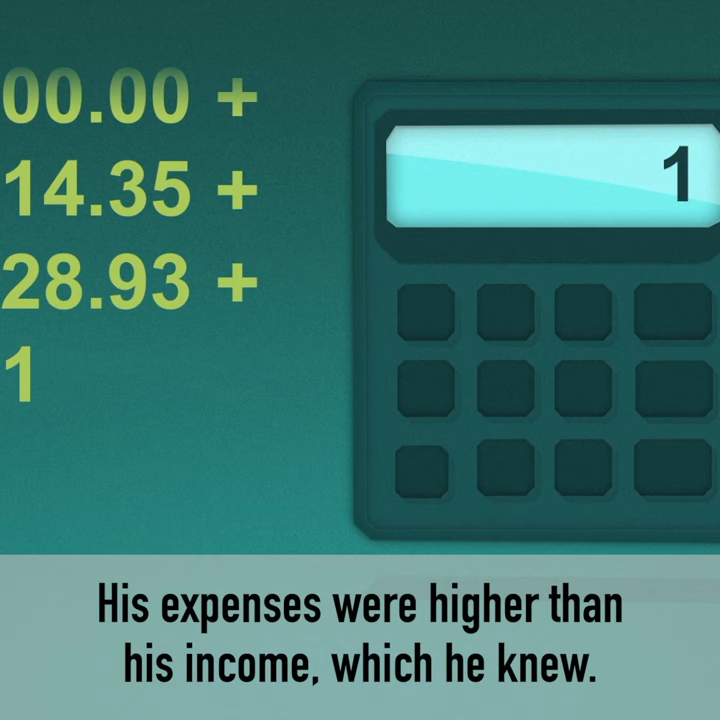 00.00 +
14.35 +
28.93 +
1
1
His expenses were higher than
his income, which he knew.